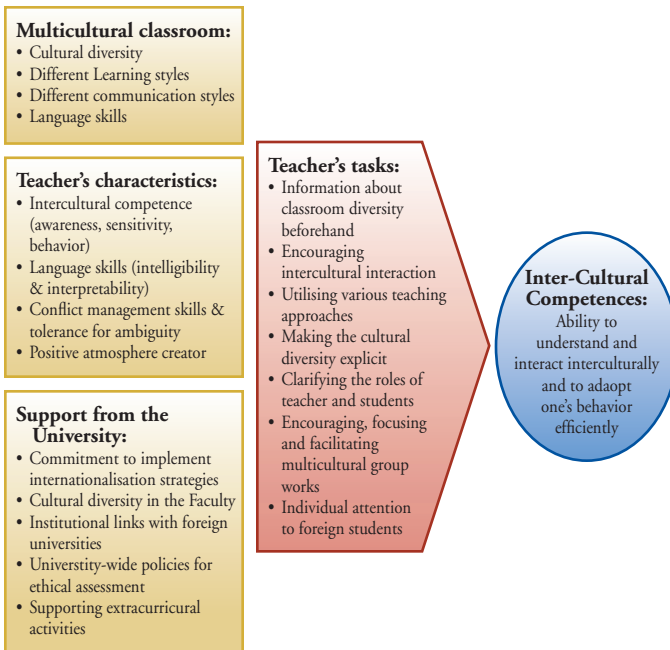 Multicultural classroom:
• Cultural diversity
• Different Learning styles
• Different communication styles
• Language skills
Teacher's characteristics:
• Intercultural competence
(awareness, sensitivity,
behavior)
• Language skills (intelligibility
& interpretability)
• Conflict management skills &
tolerance for ambiguity
• Positive atmosphere creator
Support from the
University:
• Commitment to implement
internationalisation strategies
• Cultural diversity in the Faculty
• Institutional links with foreign
universities
• Universtity-wide policies for
ethical assessment
• Supporting extracurricural
activities
Teacher's tasks:
• Information about
classroom diversity
beforehand
• Encouraging
intercultural interaction
• Utilising various teaching
approaches
• Making the cultural
diversity explicit
• Clarifying the roles of
teacher and students
• Encouraging, focusing
and facilitating
multicultural group
works
• Individual attention
to foreign students
Inter-Cultural
Competences:
Ability to
understand and
interact interculturally
and to adaopt
one's behavior
efficiently